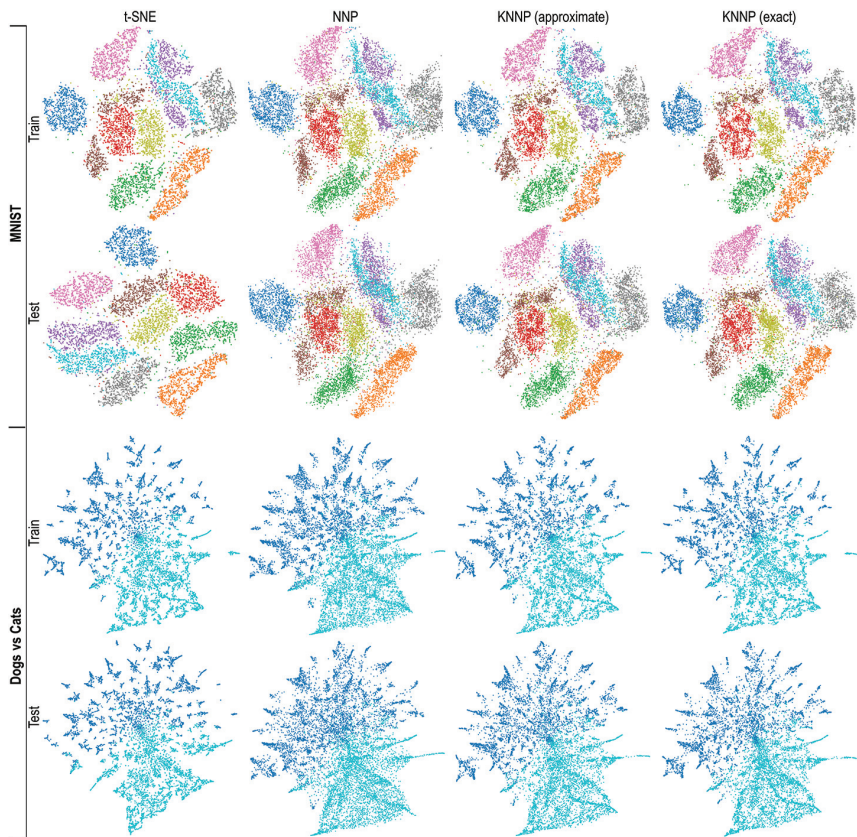 t-SNE NNP KNNP (approximate) KNNP (exact)
MNIST
Train
Test
Dogs vs Cats
Train
Test